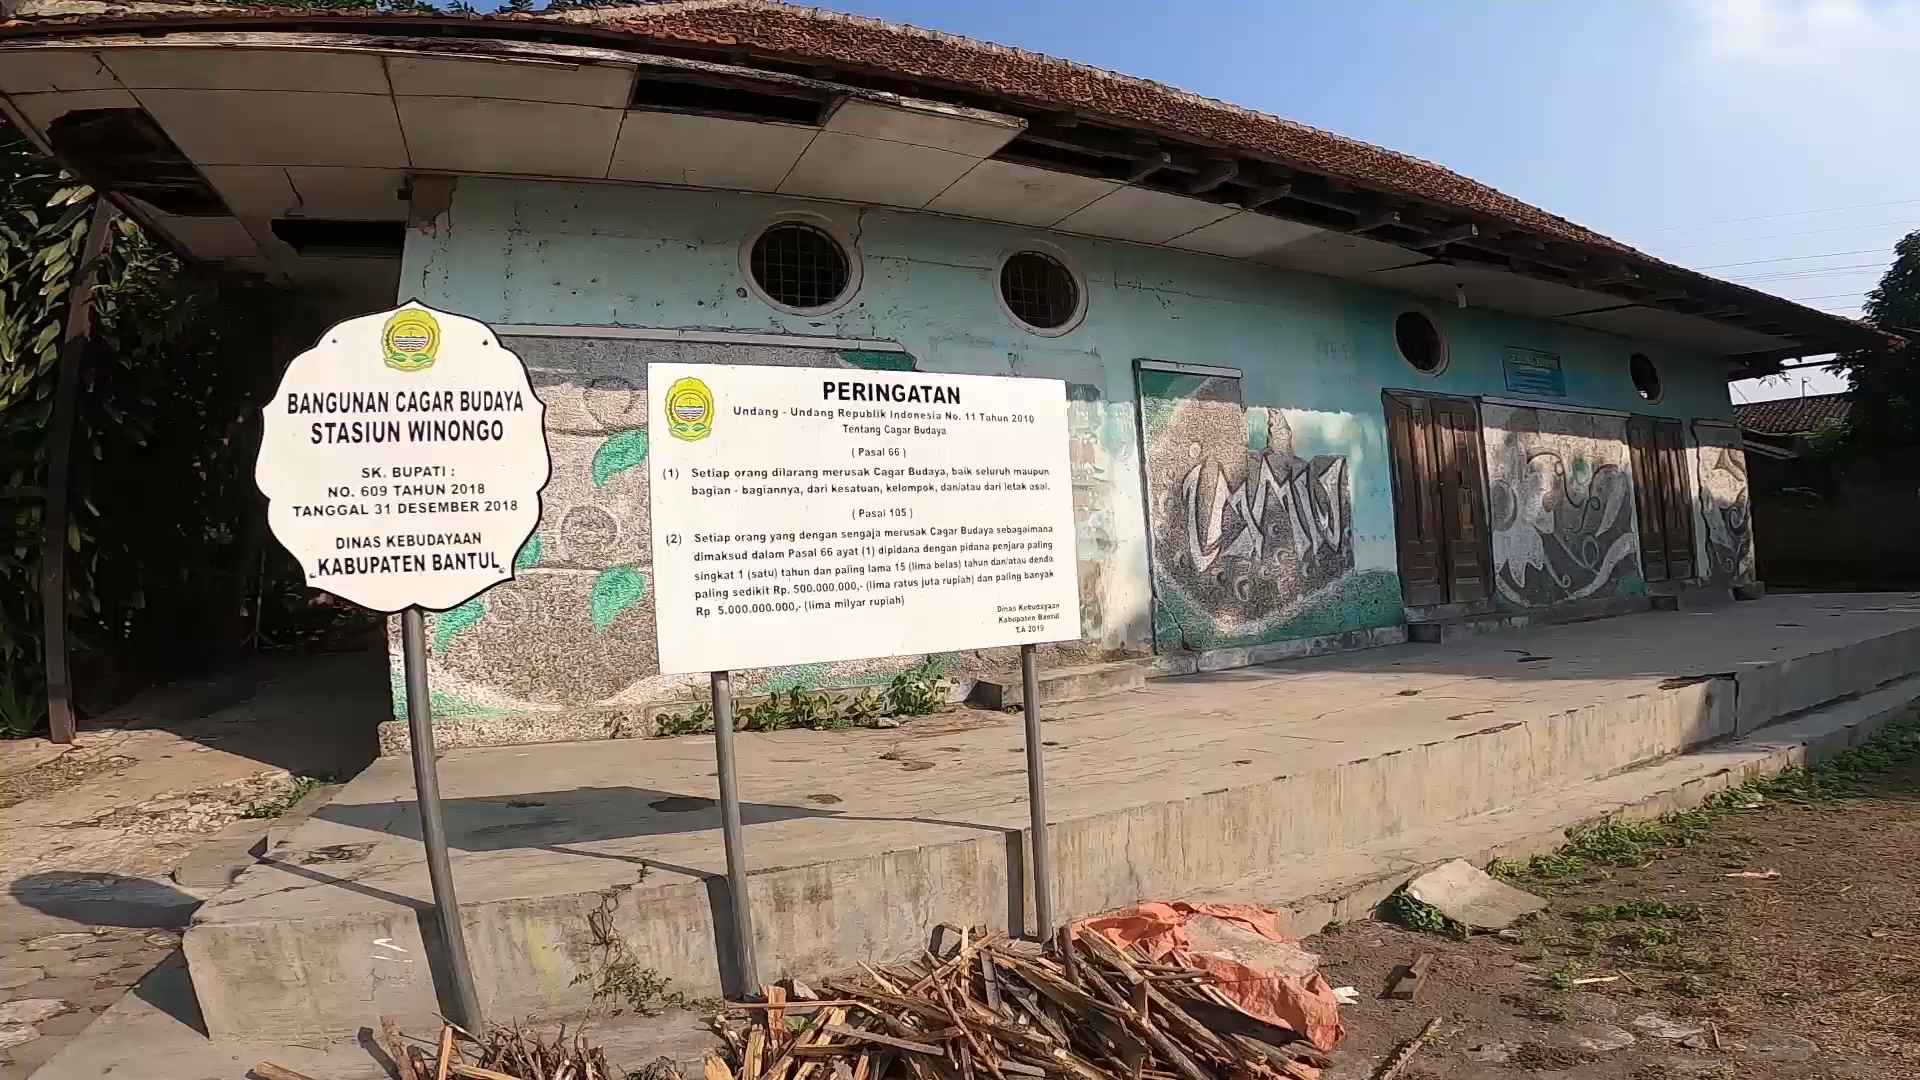 BANGUNAN CAGAR BUDAYA
STASIUN WINONGO
SK. BUPATI :
NO. 609 TAHUN 2018
TANGGAL 31 DESEMBER 2018
DINAS KEBUDAYAAN
KABUPATEN BANTUL
PERINGATAN
Undang - Undang Republik Indonesia No. 11 Tahun 2010
Tentang Cagar Budaya
( Pasal 66 )
(1) Setiap orang dilarang merusak Cagar Budaya, baik seluruh maupun
bagian - bagiannya, dari kesatuan, kelompok, dan/atau dari letak asal.
( Pasal 105 )
(2) Setiap orang yang dengan sengaja merusak Cagar Budaya sebagaimana
dimaksud dalam Pasal 66 ayat (1) dipidana dengan pidana penjara paling
singkat 1 (satu) tahun dan paling lama 15 (lima belas) tahun dan/atau denda
paling sedikit Rp. 500.000.000,- (lima ratus juta rupiah) dan paling banyak
Rp 5.000.000.000,- (lima milyar rupiah)
Dinas Kebudayaan
Kabupaten Bantul
T.A 2019